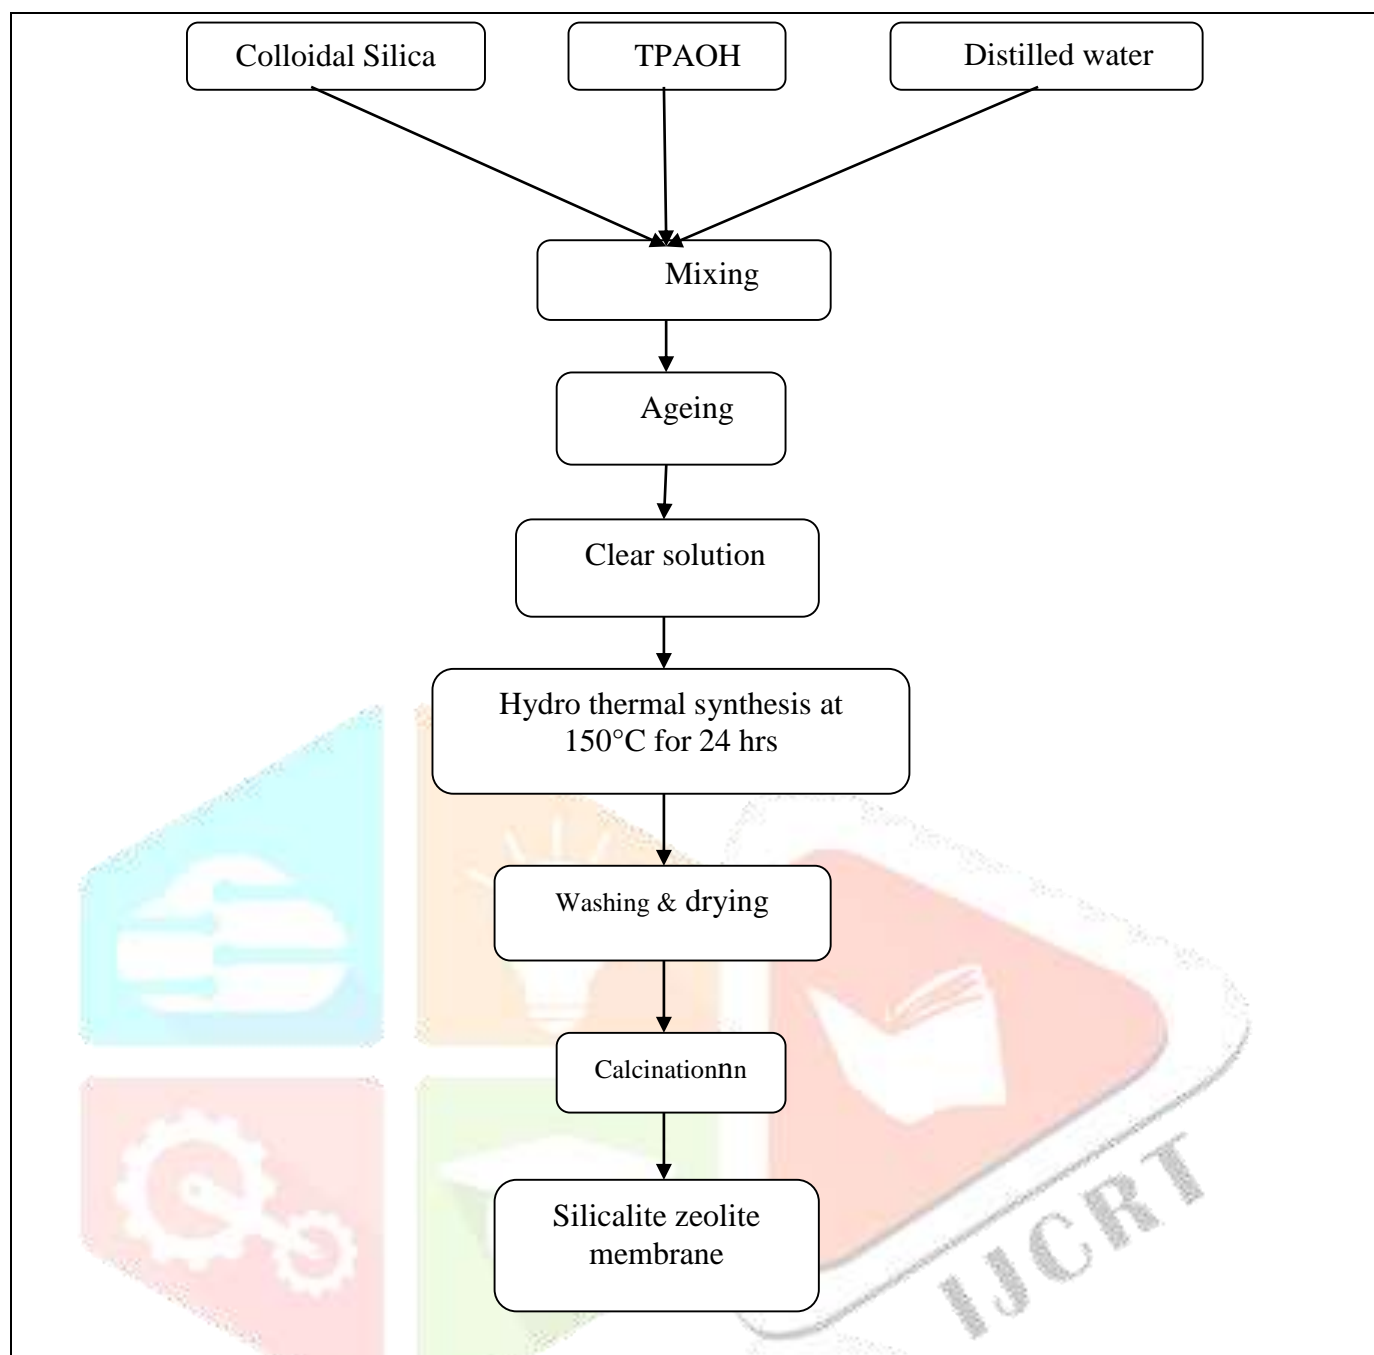 Colloidal Silica
TPAOH
Distilled water
Mixing
Ageing
Clear solution
Hydro thermal synthesis at
150°C for 24 hrs
Washing & drying
Calcinationnn
Silicalite zeolite
membrane
IJCRT